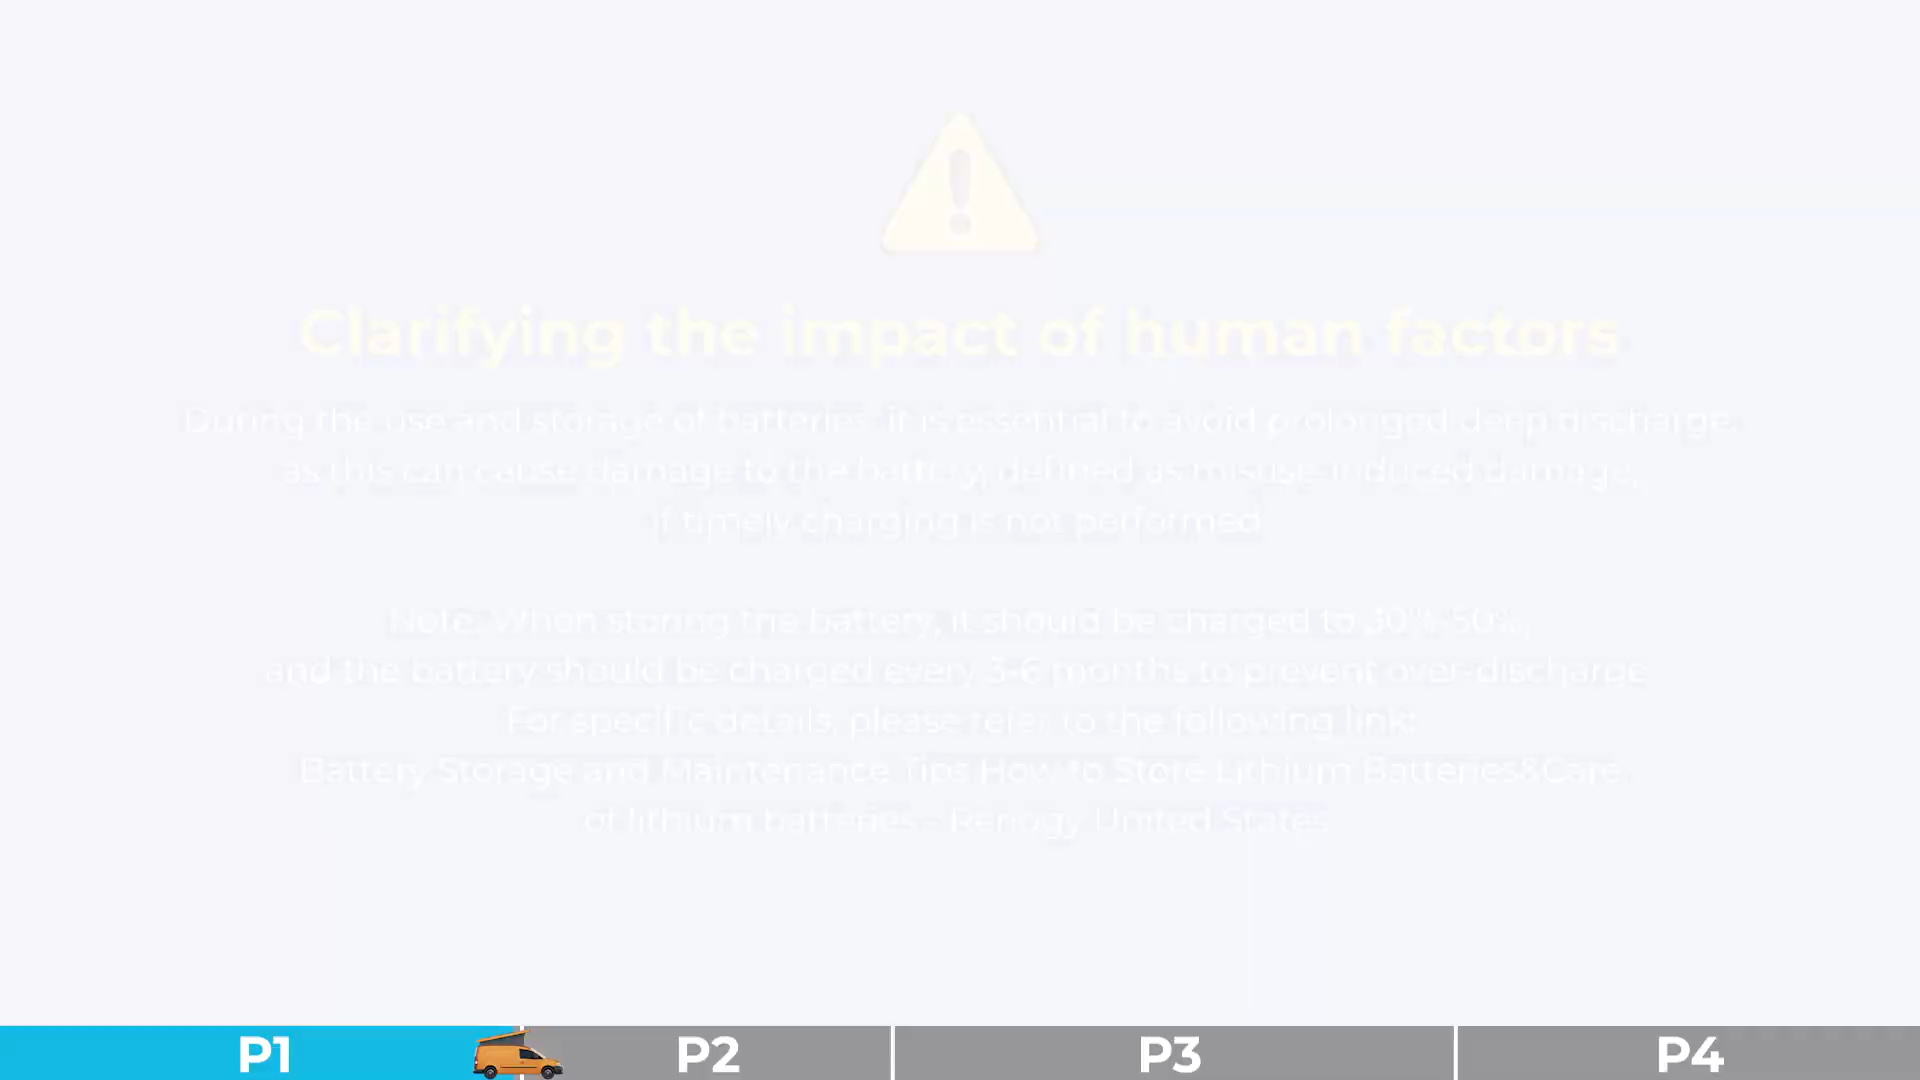 Clarifying the impact of human factors
During the use and storage of batteries, it is essential to avoid prolonged deep discharge,
as this can cause damage to the battery, defined as misuse-induced damage,
if timely charging is not performed
Note: When storing the battery, it should be charged to 30%-50%,
and the battery should be charged every 3-6 months to prevent over-discharge
For specific details, please refer to the following link:
Battery Storage and Maintenance Tips How to Store Lithium Batteries&Care
of lithium batteries - Renogy United States
P1 P2 P3 P4